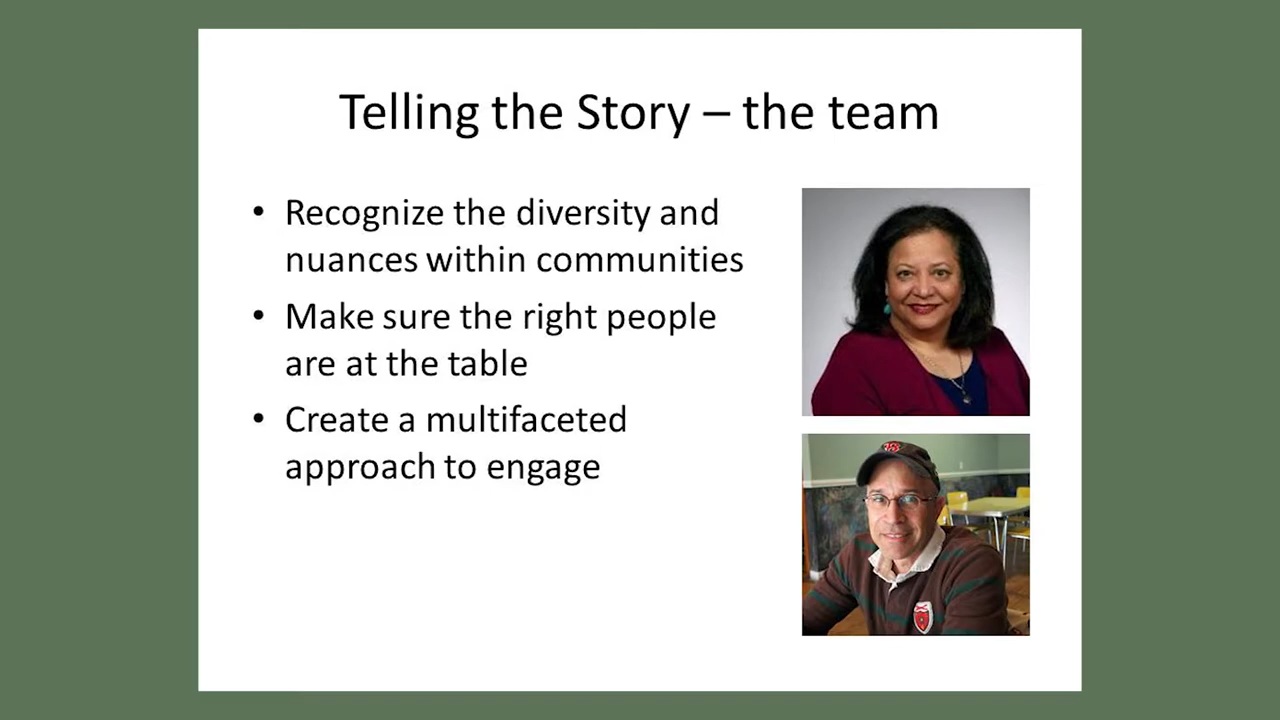 Telling the Story – the team
• Recognize the diversity and
nuances within communities
• Make sure the right people
are at the table
• Create a multifaceted
approach to engage